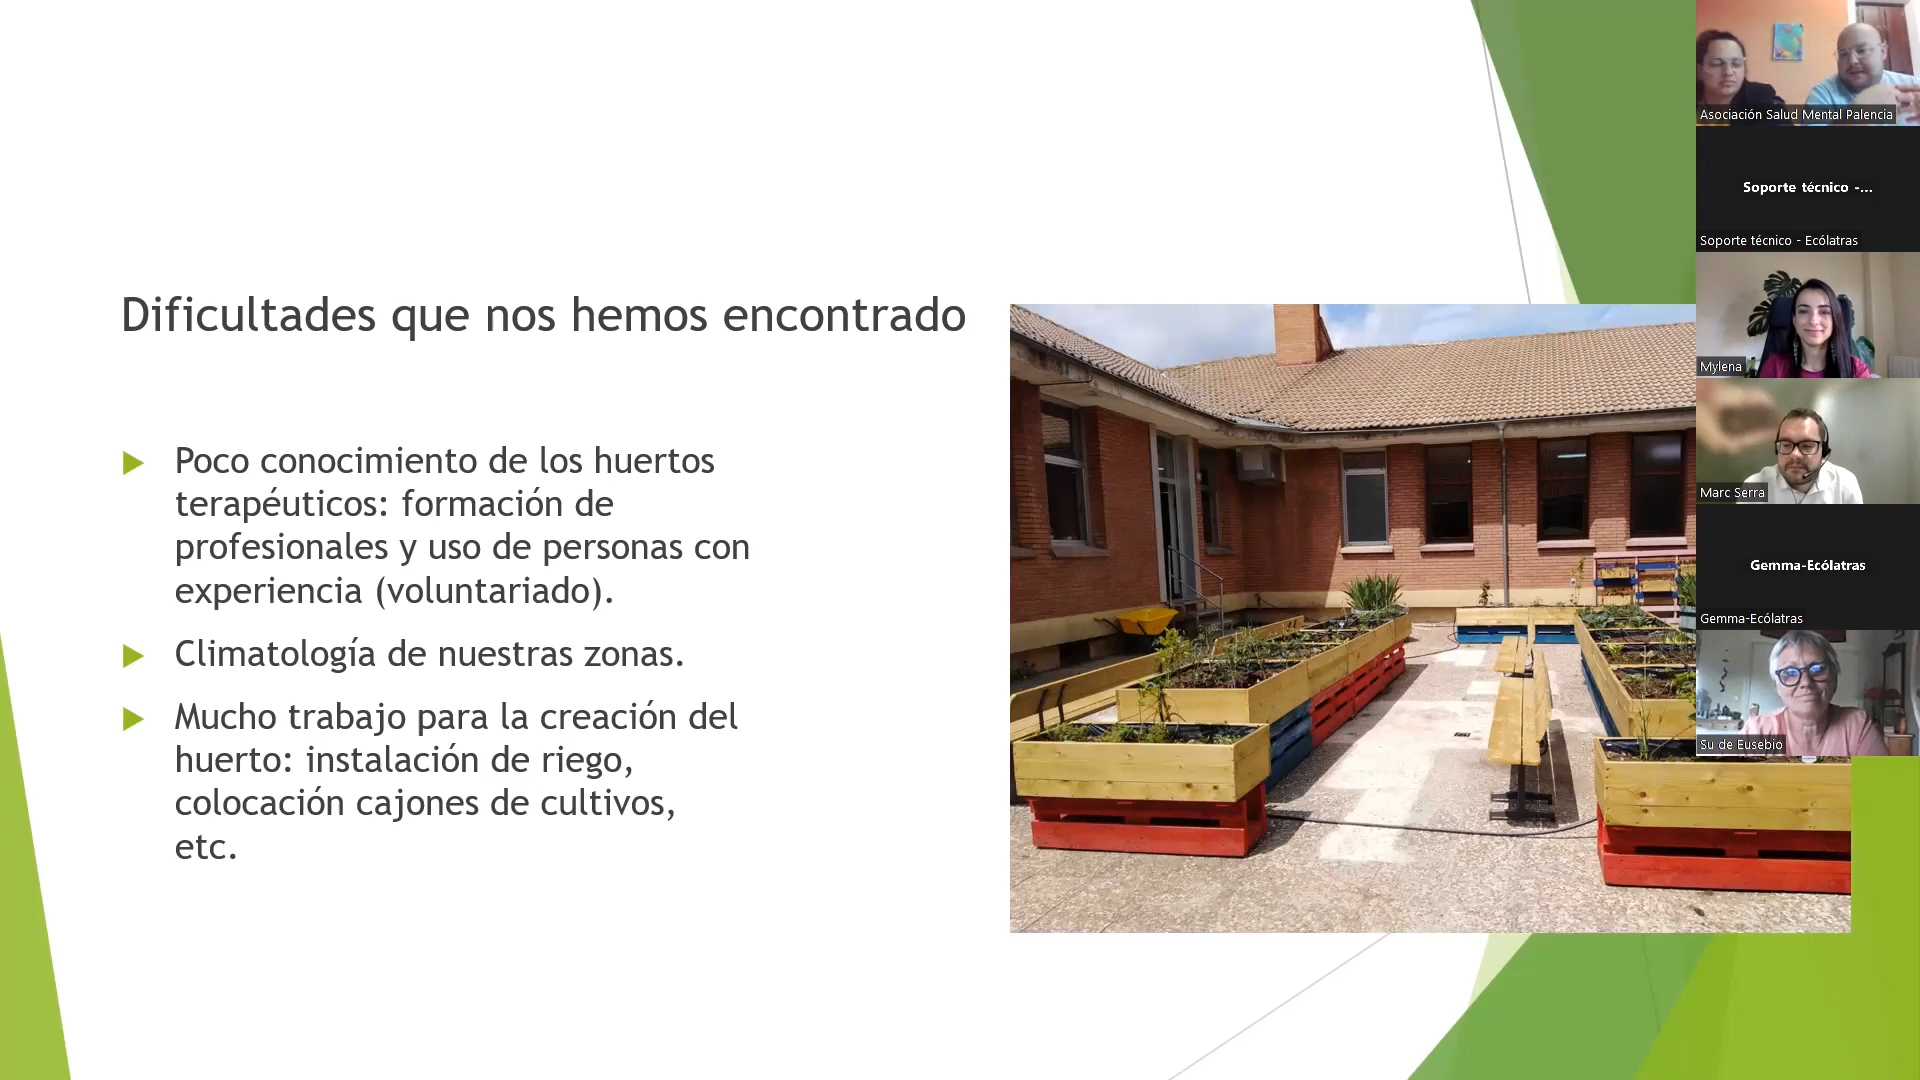 Dificultades que nos hemos encontrado
Poco conocimiento de los huertos
terapéuticos: formación de
profesionales y uso de personas con
experiencia (voluntariado).
Climatología de nuestras zonas.
Mucho trabajo para la creación del
huerto: instalación de riego,
colocación cajones de cultivos,
etc.
Asociación Salud Mental Palencia
Soporte técnico -...
Soporte técnico - Ecólatras
Mylena
Marc Serra
Gemma-Ecólatras
Gemma-Ecólatras
Su de Eusebio